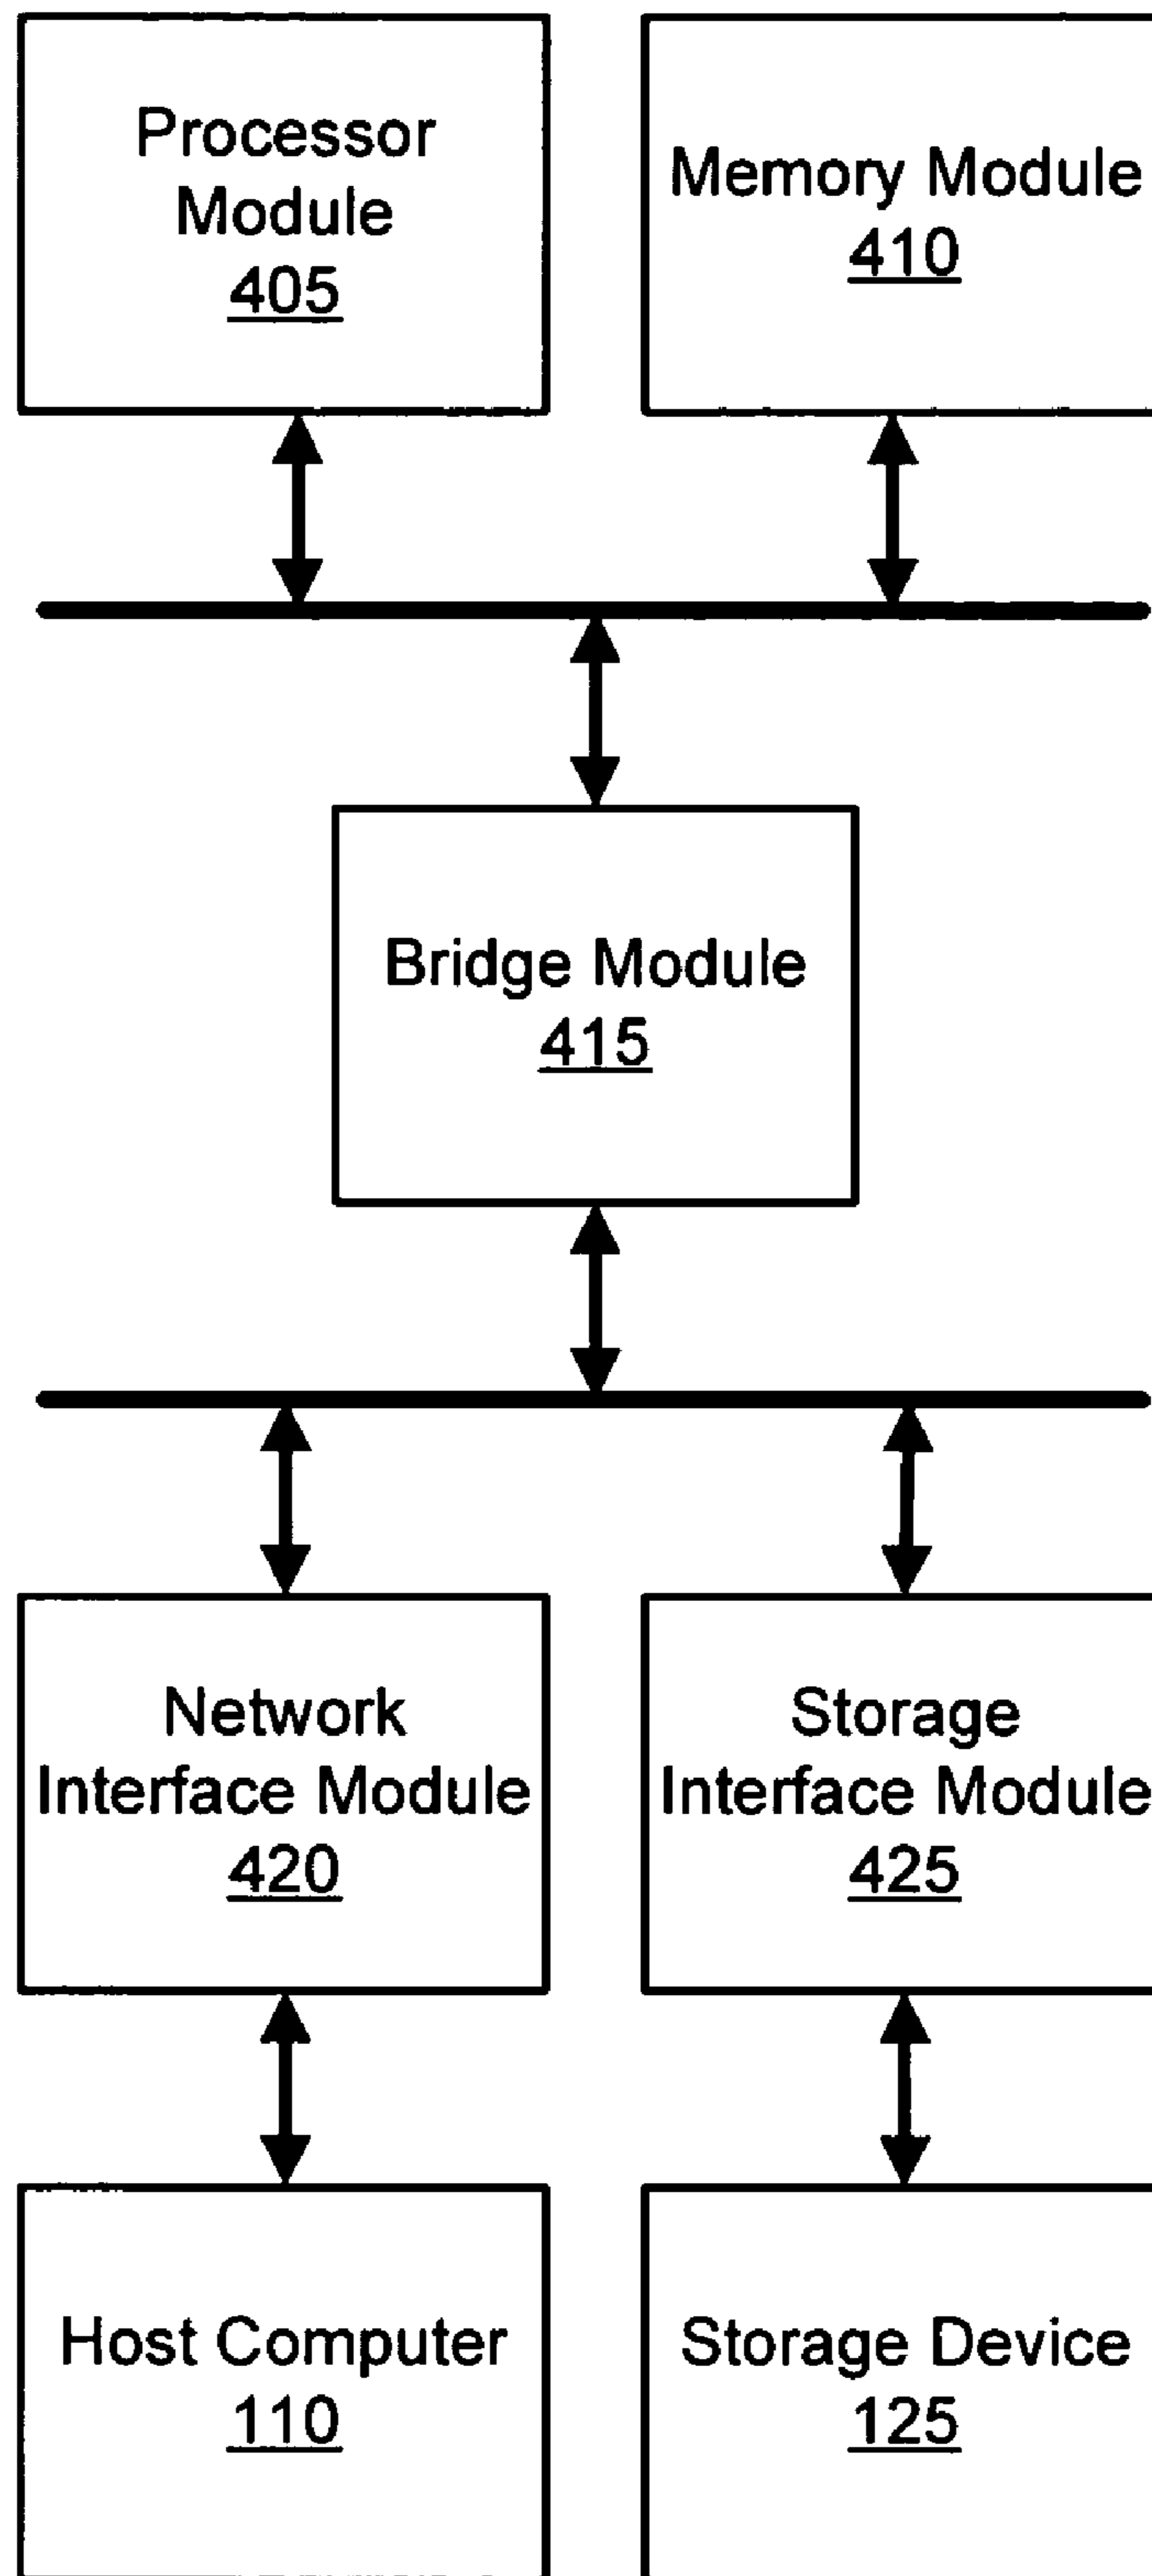 Processor
Module
405
Memory Module
410
Bridge Module
415
Network
Interface Module
420
Storage
Interface Module
425
Host Computer
110
Storage Device
125